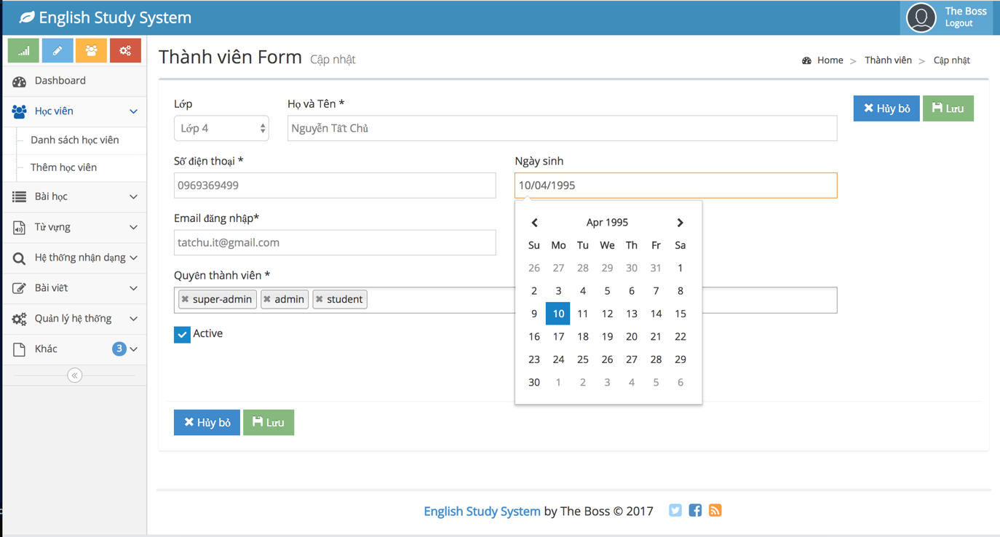 English Study System
The Boss
Logout
Dashboard
Học viên
Danh sách học viên
Thêm học viên
Bài học
Từ vựng
Hệ thống nhận dạng
Bài viết
Quản lý hệ thống
Khác 3
Thành viên Form Cập nhật
Home > Thành viên > Cập nhật
Lớp
Lớp 4
Họ và Tên *
Nguyễn Tất Chủ
Hủy bỏ Lưu
Số điện thoại *
0969369499
Ngày sinh
10/04/1995
Email đăng nhập*
tatchu.it@gmail.com
Quyền thành viên *
super-admin admin student
Active
Apr 1995
Su Mo Tu We Th Fr Sa
26 27 28 29 30 31 1
2 3 4 5 6 7 8
9 10 11 12 13 14 15
16 17 18 19 20 21 22
23 24 25 26 27 28 29
30 1 2 3 4 5 6
Hủy bỏ Lưu
English Study System by The Boss © 2017